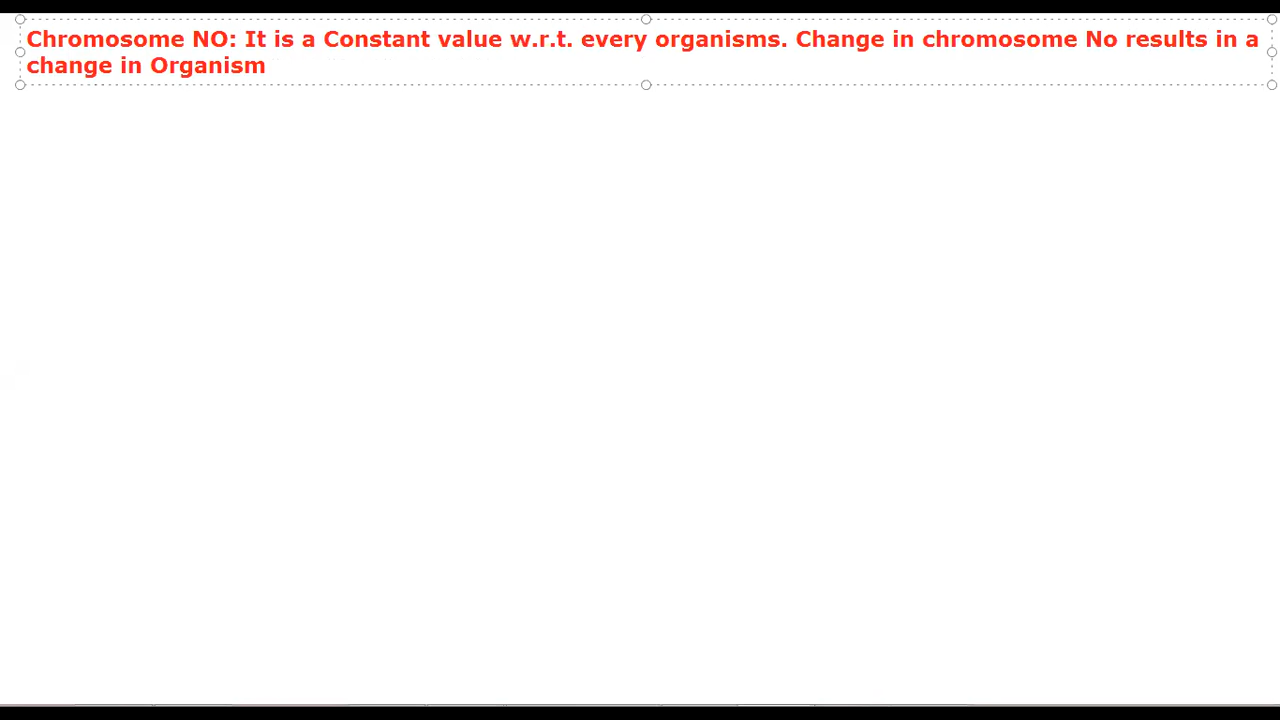 Chromosome NO: It is a Constant value w.r.t. every organisms. Change in chromosome No results in a
change in Organism